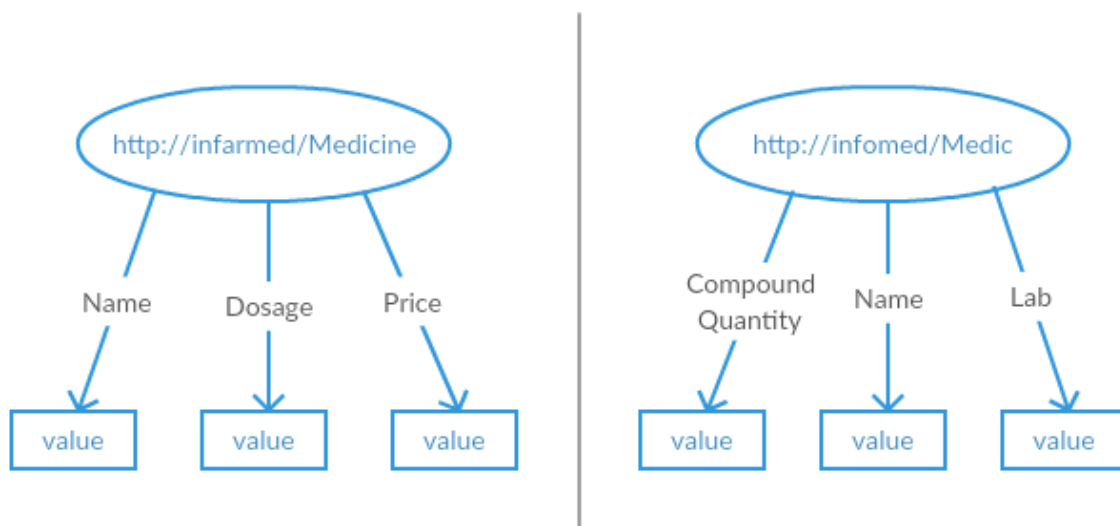 http://infarmed/Medicine
Name
Dosage
Price
value
value
value
http://infomed/Medic
Compound
Quantity
Name
Lab
value
value
value